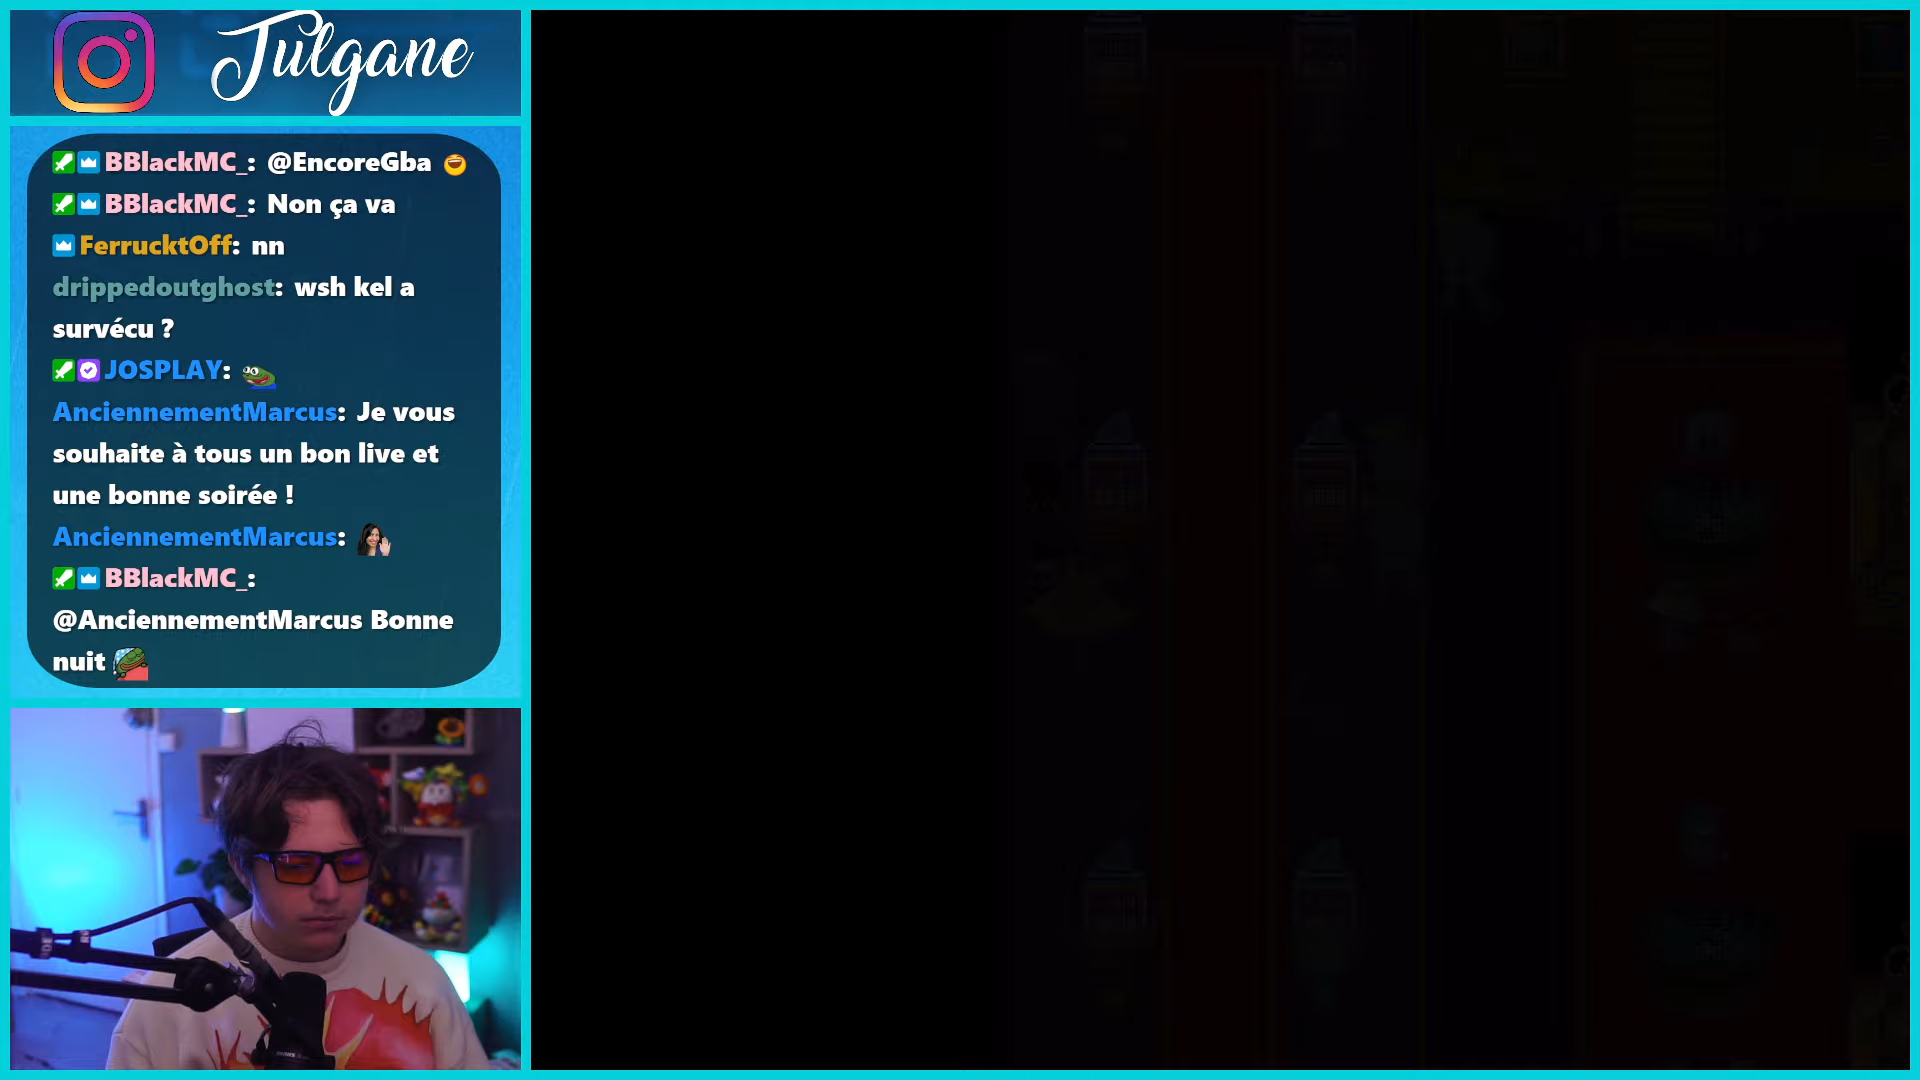 Julgane
BBlackMC_: @EncoreGba
BBlackMC_: Non ça va
FerrucktOff: nn
drippedoutghost: wsh kel a
survécu ?
JOSPLAY:
AnciennementMarcus: Je vous
souhaite à tous un bon live et
une bonne soirée !
AnciennementMarcus:
BBlackMC_:
@AnciennementMarcus Bonne
nuit